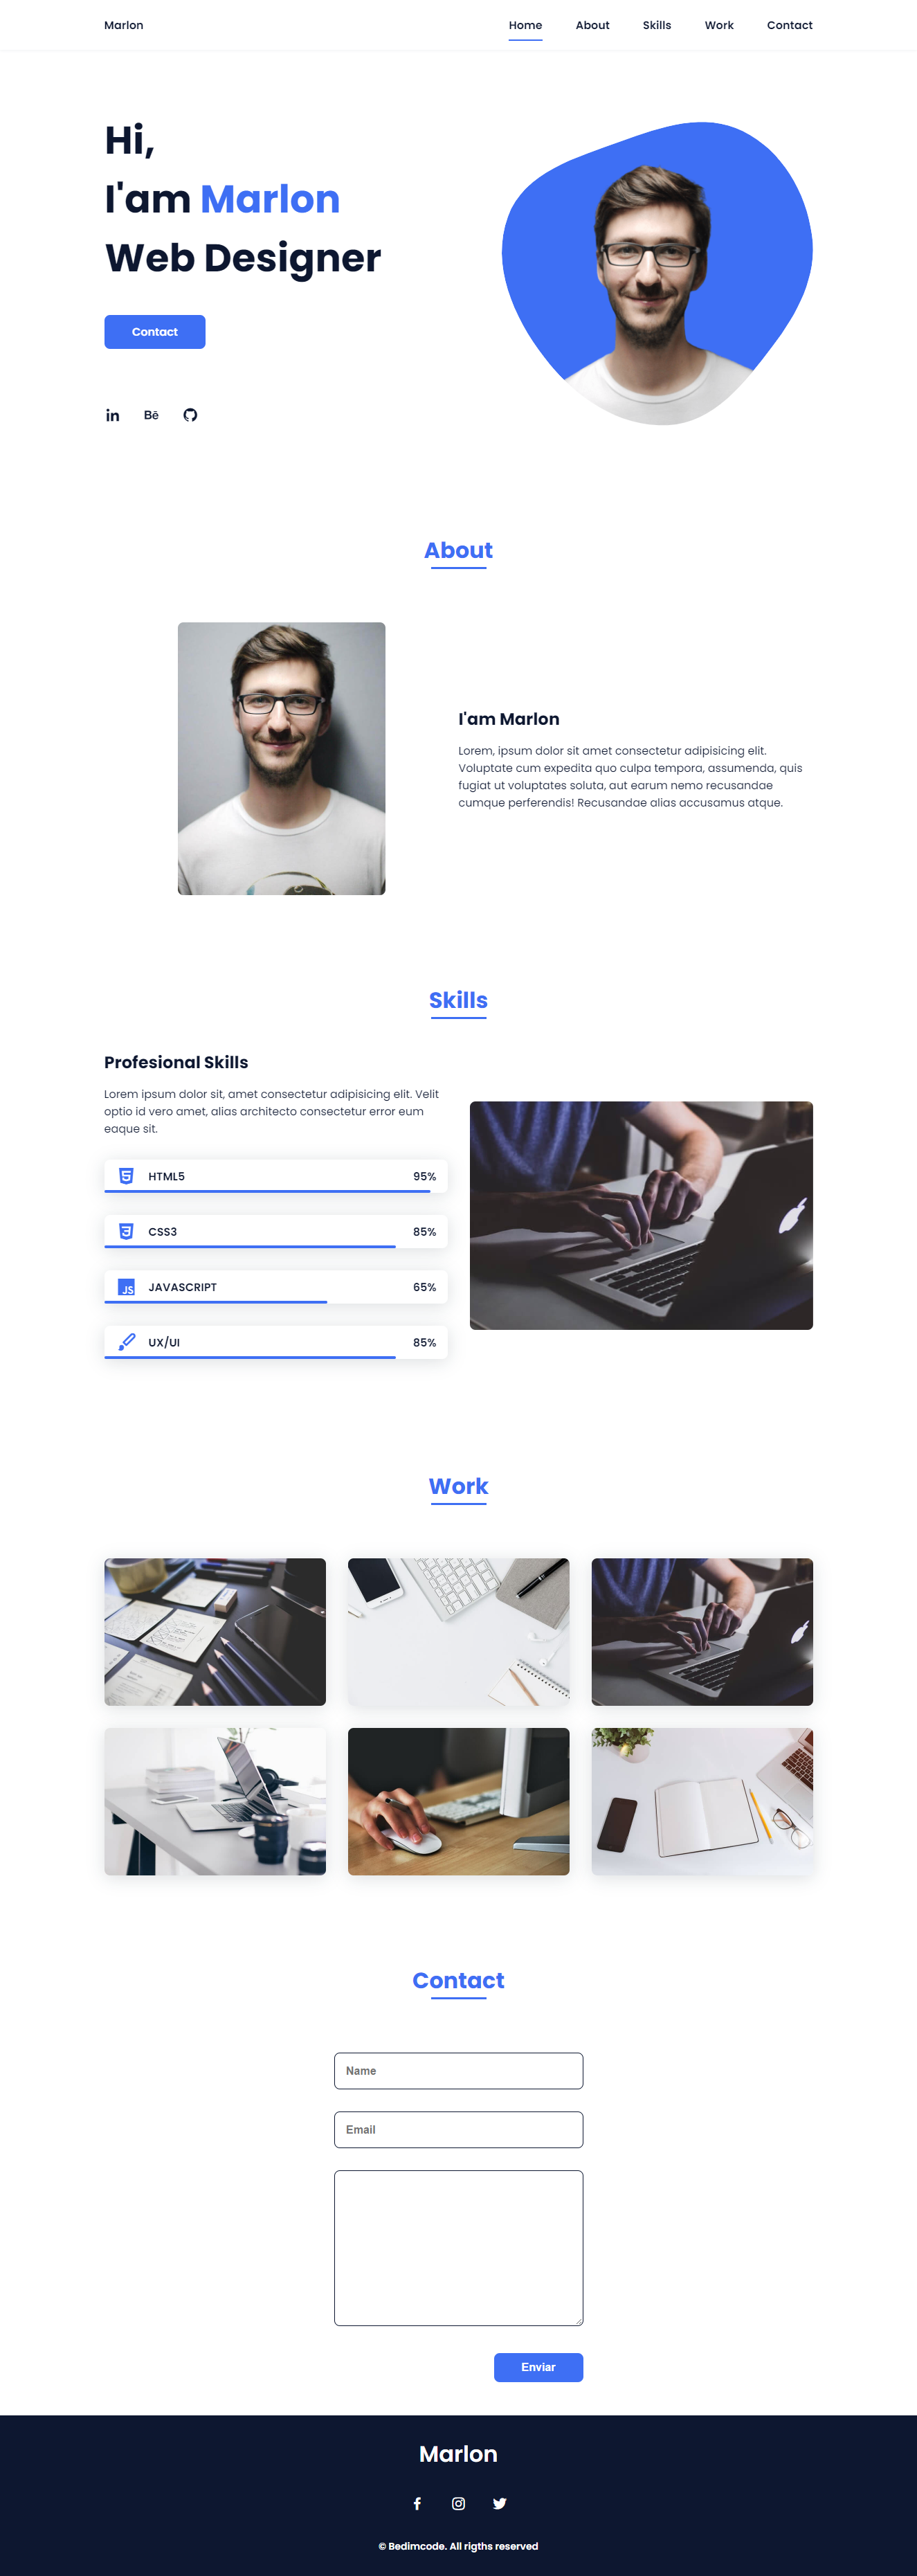 Marlon
Home About Skills Work Contact
Hi,
I'am Marlon
Web Designer
Contact
in Bē
About
I'am Marlon
Lorem, ipsum dolor sit amet consectetur adipisicing elit.
Voluptate cum expedita quo culpa tempora, assumenda, quis
fugiat ut voluptates soluta, aut earum nemo recusandae
cumque perferendis! Recusandae alias accusamus atque.
Skills
Profesional Skills
Lorem ipsum dolor sit, amet consectetur adipisicing elit. Velit
optio id vero amet, alias architecto consectetur error eum
eaque sit.
HTML5 95%
CSS3 85%
JS JAVASCRIPT 65%
UX/UI 85%
Work
Contact
Name
Email
Enviar
Marlon
© Bedimcode. All rigths reserved